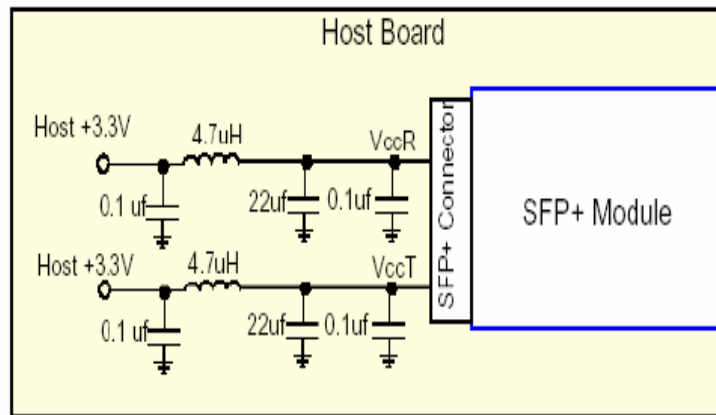 Host Board
Host +3.3V
4.7uH
VccR
0.1 uf
22uf
0.1uf
SFP+ Connector
SFP+ Module
Host +3.3V
4.7uH
VccT
0.1 uf
22uf
0.1uf